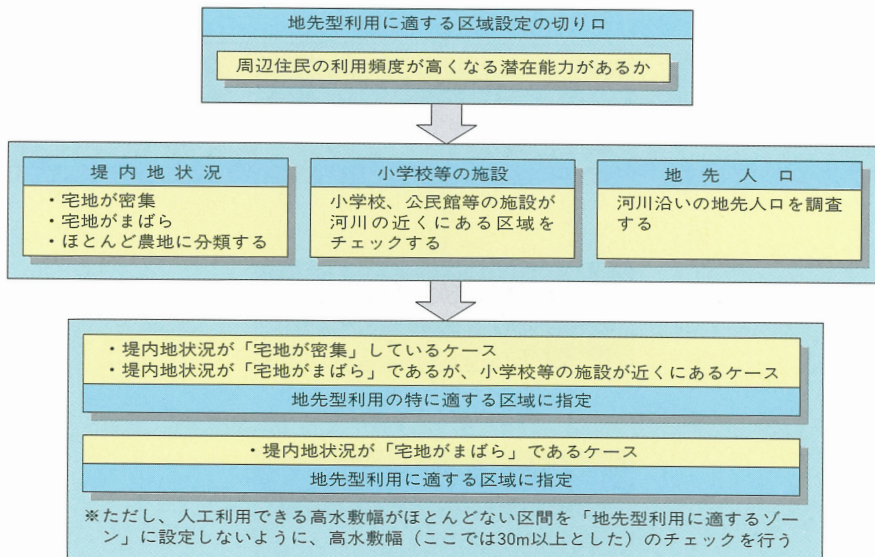 地先型利用に適する区域設定の切り口
周辺住民の利用頻度が高くなる潜在能力があるか
堤内地状況
・宅地が密集
・宅地がまばら
・ほとんど農地に分類する
小学校等の施設
小学校、公民館等の施設が
河川の近くにある区域を
チェックする
地先人口
河川沿いの地先人口を調査
する
・堤内地状況が「宅地が密集」しているケース
・堤内地状況が「宅地がまばら」であるが、小学校等の施設が近くにあるケース
地先型利用の特に適する区域に指定
・堤内地状況が「宅地がまばら」であるケース
地先型利用に適する区域に指定
※ただし、人工利用できる高水敷幅がほとんどない区間を「地先型利用に適するゾー
ン」に設定しないように、高水敷幅（ここでは30m以上とした）のチェックを行う